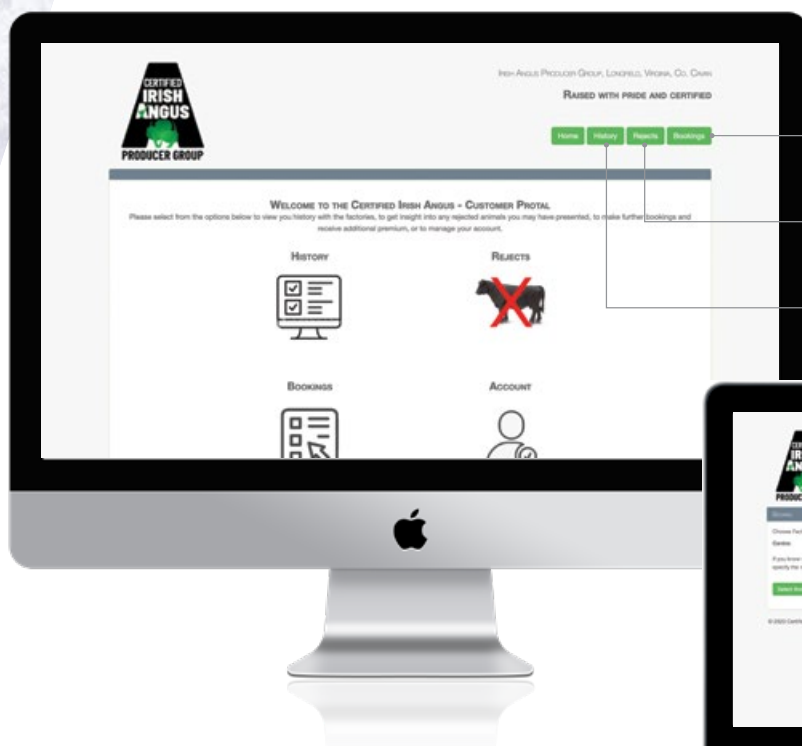 CERTIFIED
IRISH
ANGUS
PRODUCER GROUP
Irish Angus Producer Group, Longfield, Virginia, Co. Cavan
Raised with pride and certified
Home History Rejects Bookings
Welcome to the Certified Irish Angus - Customer Protal
Please select from the options below to view you history with the factories, to get insight into any rejected animals you may have presented, to make further bookings and
receive additional premium, or to manage your account.
History Rejects
Bookings Account